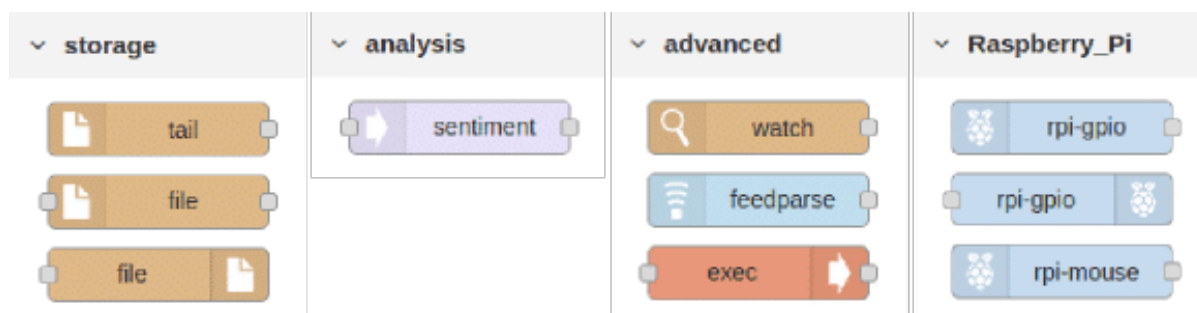 storage
tail
file
file
analysis
sentiment
advanced
watch
feedparse
exec
Raspberry_Pi
rpi-gpio
rpi-gpio
rpi-mouse